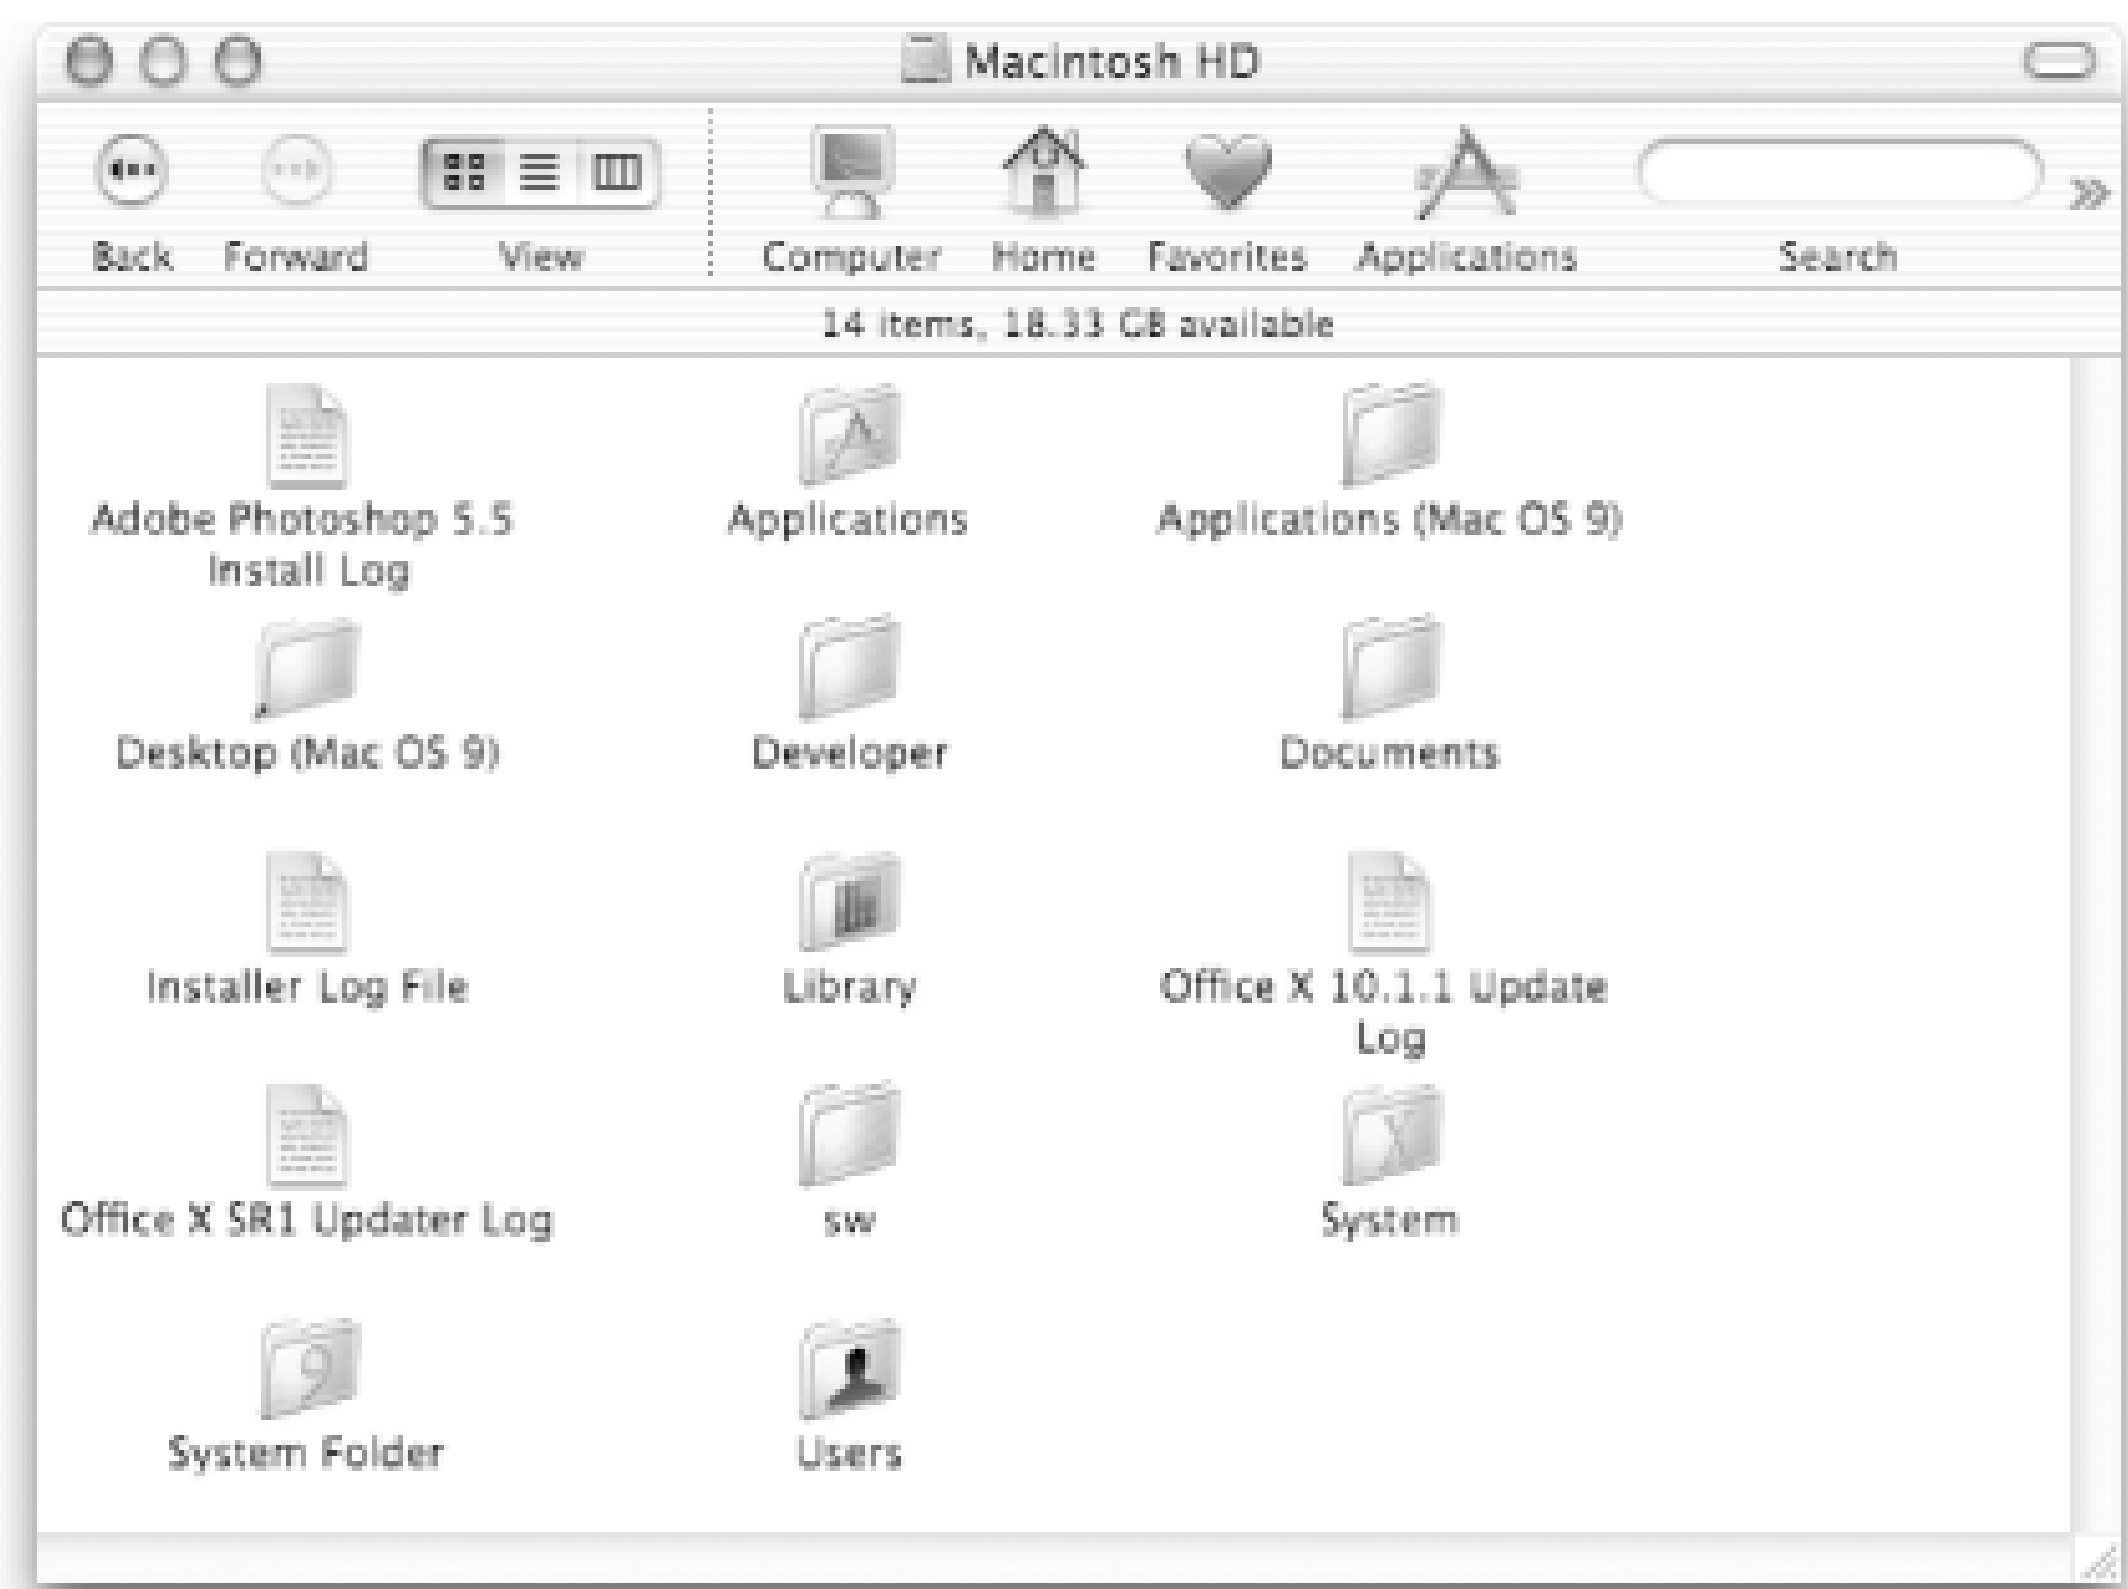 Macintosh HD
Back Forward View Computer Home Favorites Applications Search
14 items, 18.33 GB available
Adobe Photoshop 5.5
Install Log
Applications
Applications (Mac OS 9)
Desktop (Mac OS 9)
Developer
Documents
Installer Log File
Library
Office X 10.1.1 Update
Log
Office X SR1 Updater Log
sw
System
System Folder
Users